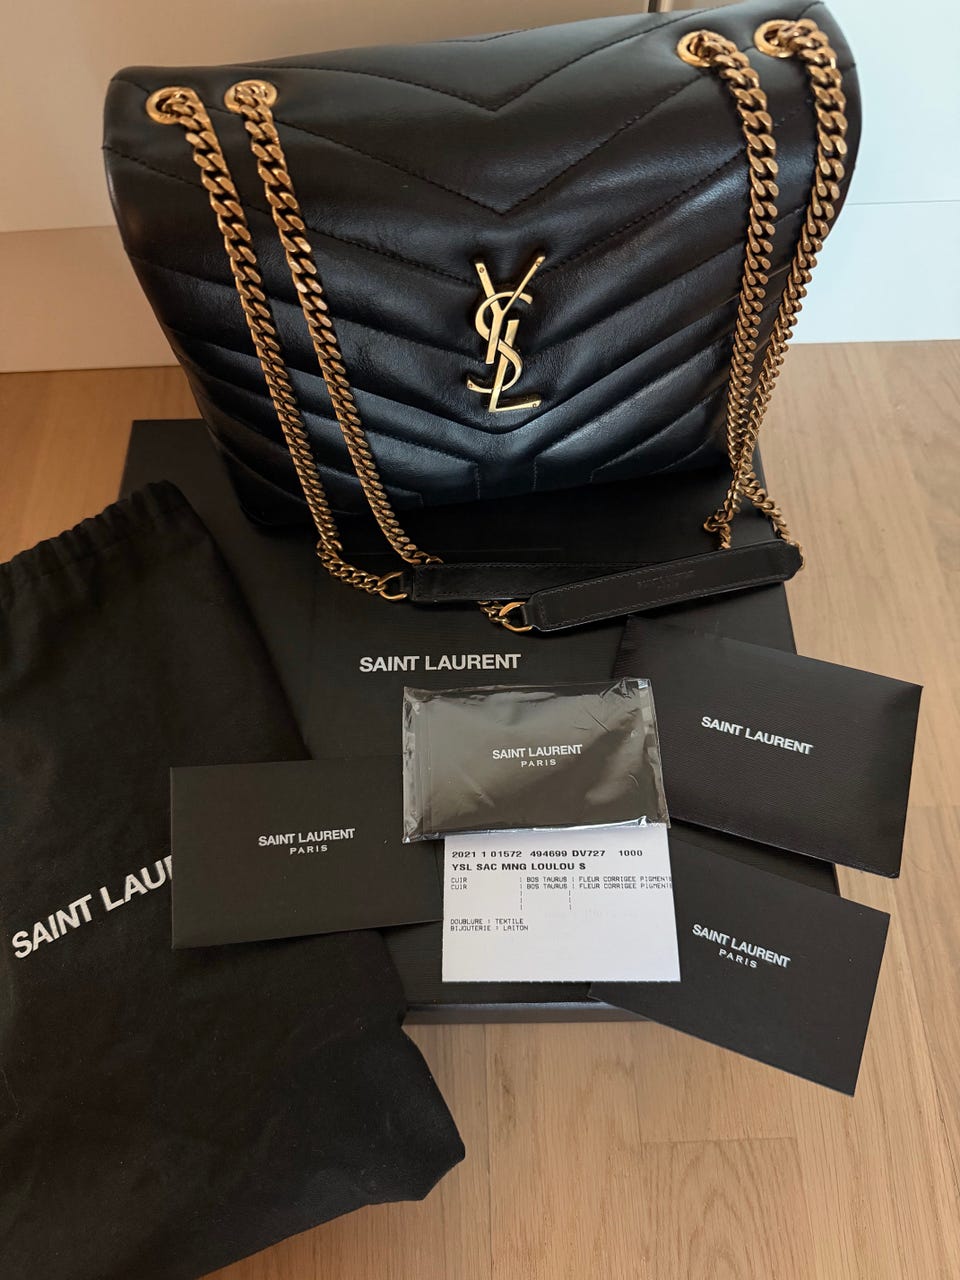 YSL
SAINT LAURENT
SAINT LAURENT
SAINT LAURENT
PARIS
SAINT LAURENT
PARIS
2021 1 01572 494699 DV727 1000
YSL SAC MNG LOULOU S
CUIR | BOS TAURUS | FLEUR CORRIGEE PIGMENTE
CUIR | BOS TAURUS | FLEUR CORRIGEE PIGMENTE
DOUBLURE : TEXTILE
BIJOUTERIE : LAITON
SAINT LAU
SAINT LAURENT
PARIS